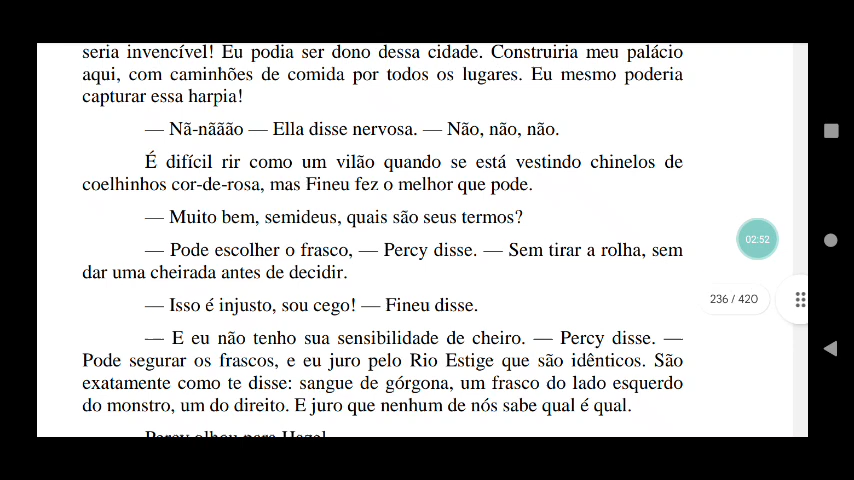 seria invencível! Eu podia ser dono dessa cidade. Construiria meu palácio
aqui, com caminhões de comida por todos os lugares. Eu mesmo poderia
capturar essa harpia!
— Nã-nããão — Ella disse nervosa. — Não, não, não.
É difícil rir como um vilão quando se está vestindo chinelos de
coelhinhos cor-de-rosa, mas Fineu fez o melhor que pode.
— Muito bem, semideus, quais são seus termos?
— Pode escolher o frasco, — Percy disse. — Sem tirar a rolha, sem
dar uma cheirada antes de decidir.
— Isso é injusto, sou cego! — Fineu disse.
— E eu não tenho sua sensibilidade de cheiro. — Percy disse. —
Pode segurar os frascos, e eu juro pelo Rio Estige que são idênticos. São
exatamente como te disse: sangue de górgona, um frasco do lado esquerdo
do monstro, um do direito. E juro que nenhum de nós sabe qual é qual.
Percy olhou para Hazel
02:52
236 / 420